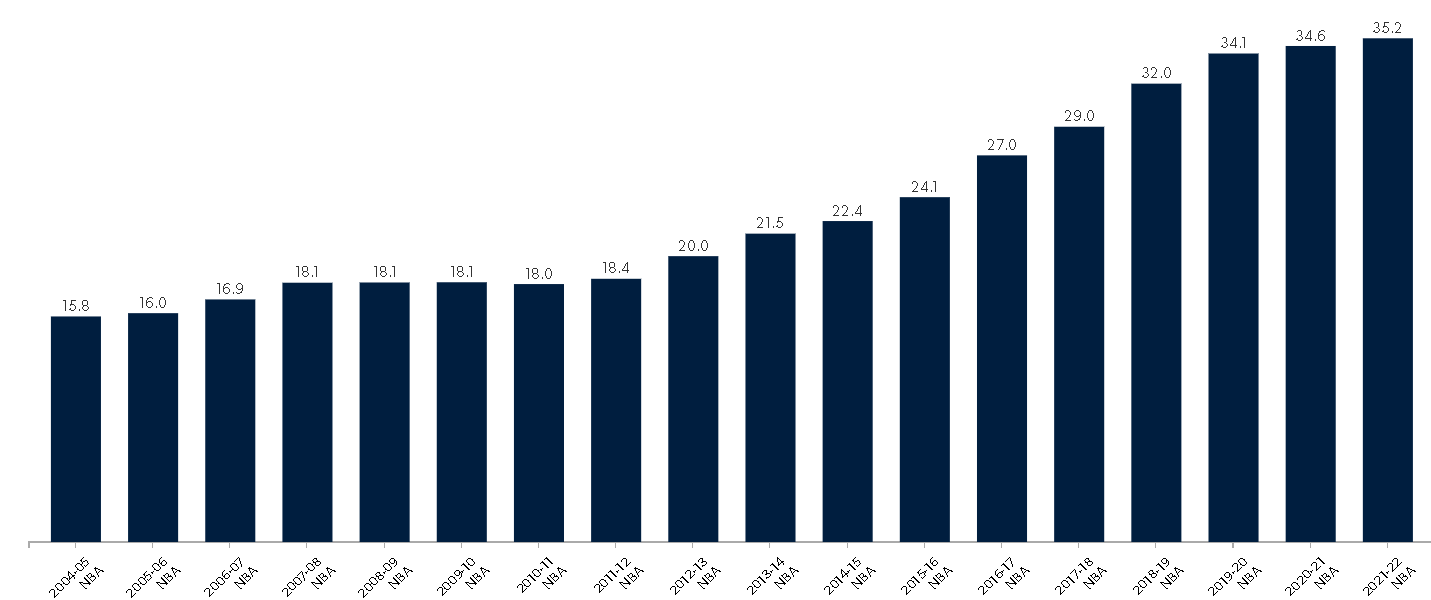 15.8
16.0
16.9
18.1
18.1
18.1
18.0
18.4
20.0
21.5
22.4
24.1
27.0
29.0
32.0
34.1
34.6
35.2
2004-05
NBA
2005-06
NBA
2006-07
NBA
2007-08
NBA
2008-09
NBA
2009-10
NBA
2010-11
NBA
2011-12
NBA
2012-13
NBA
2013-14
NBA
2014-15
NBA
2015-16
NBA
2016-17
NBA
2017-18
NBA
2018-19
NBA
2019-20
NBA
2020-21
NBA
2021-22
NBA